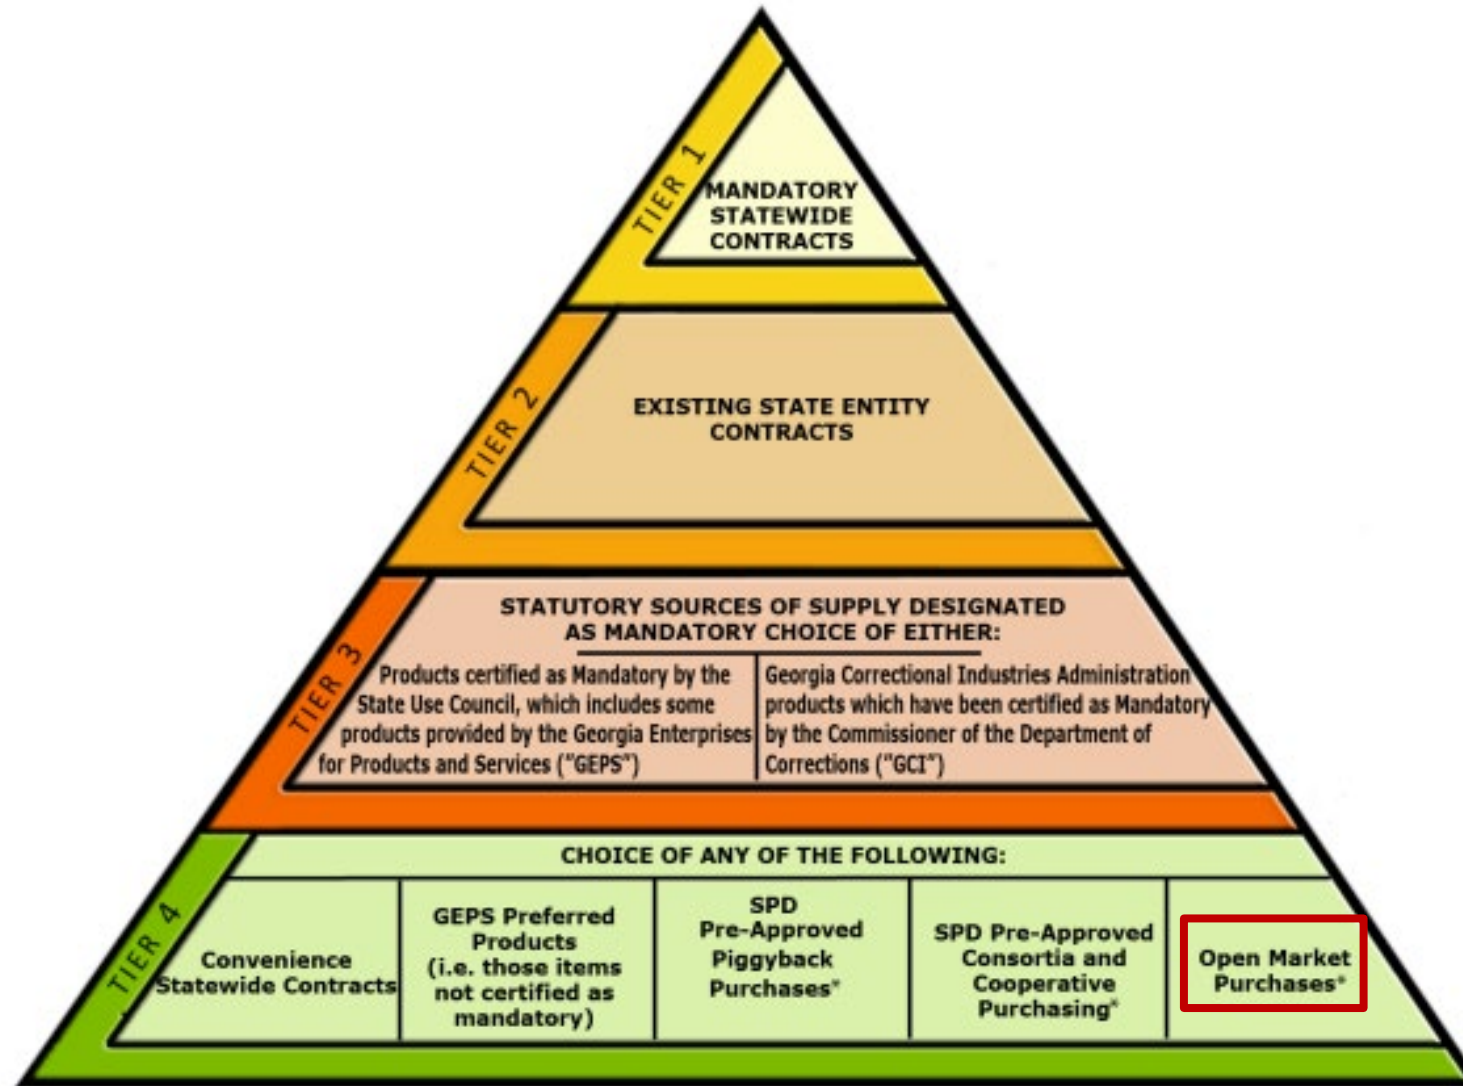 TIER 1
MANDATORY
STATEWIDE
CONTRACTS
TIER 2
EXISTING STATE ENTITY
CONTRACTS
TIER 3
STATUTORY SOURCES OF SUPPLY DESIGNATED
AS MANDATORY CHOICE OF EITHER:
Products certified as Mandatory by the
State Use Council, which includes some
products provided by the Georgia Enterprises
for Products and Services ("GEPS")
Georgia Correctional Industries Administration
products which have been certified as Mandatory
by the Commissioner of the Department of
Corrections ("GCI")
TIER 4
CHOICE OF ANY OF THE FOLLOWING:
Convenience
Statewide Contracts
GEPS Preferred
Products
(i.e. those items
not certified as
mandatory)
SPD
Pre-Approved
Piggyback
Purchases*
SPD Pre-Approved
Consortia and
Cooperative
Purchasing*
Open Market
Purchases*